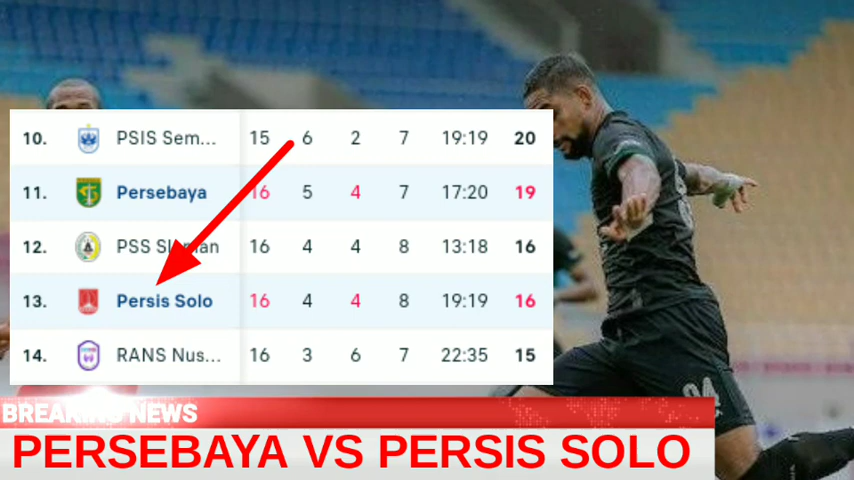 10. PSIS Sem... 15 6 2 7 19:19 20
11. Persebaya 16 5 4 7 17:20 19
12. PSS Sl man 16 4 4 8 13:18 16
13. Persis Solo 16 4 4 8 19:19 16
14. RANS Nus... 16 3 6 7 22:35 15
BREAKING NEWS
PERSEBAYA VS PERSIS SOLO